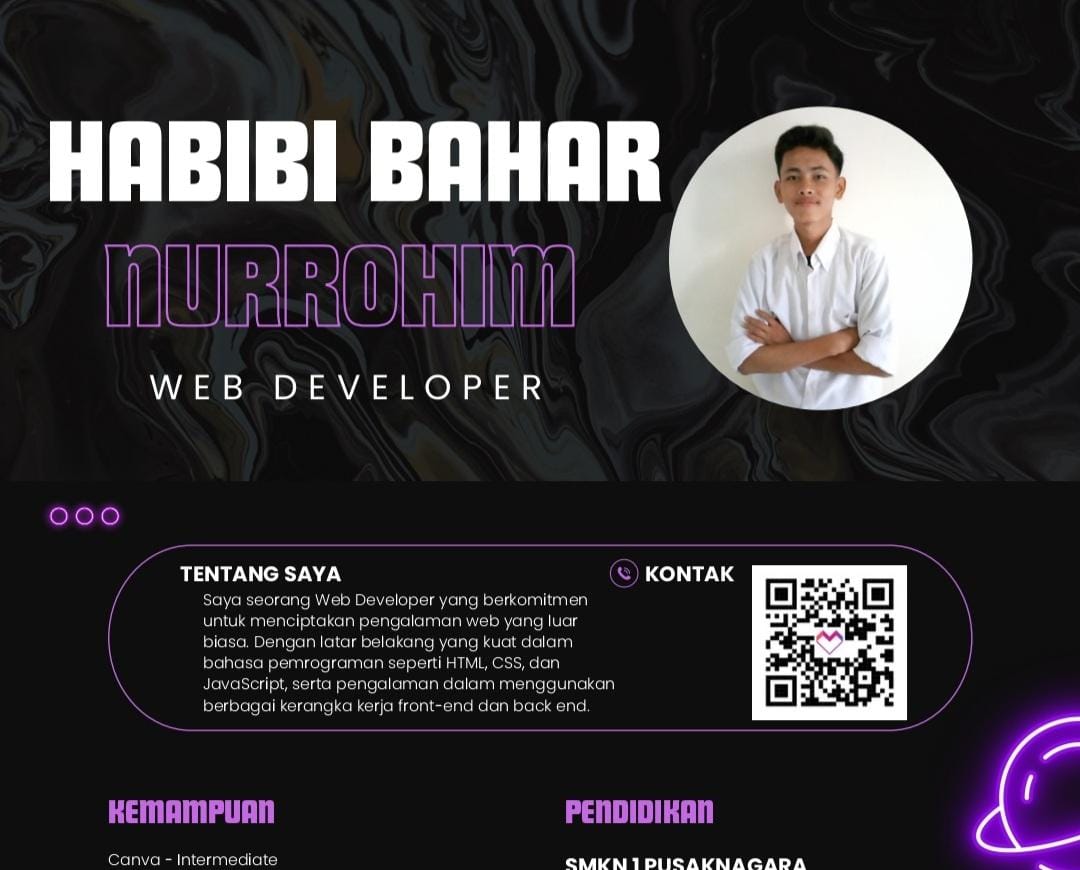 HABIBI BAHAR
NURROHIM
WEB DEVELOPER
TENTANG SAYA
Saya seorang Web Developer yang berkomitmen
untuk menciptakan pengalaman web yang luar
biasa. Dengan latar belakang yang kuat dalam
bahasa pemrograman seperti HTML, CSS, dan
JavaScript, serta pengalaman dalam menggunakan
berbagai kerangka kerja front-end dan back end.
KONTAK
KEMAMPUAN
Canva - Intermediate
PENDIDIKAN
SMKN 1 PUSAKNAGARA